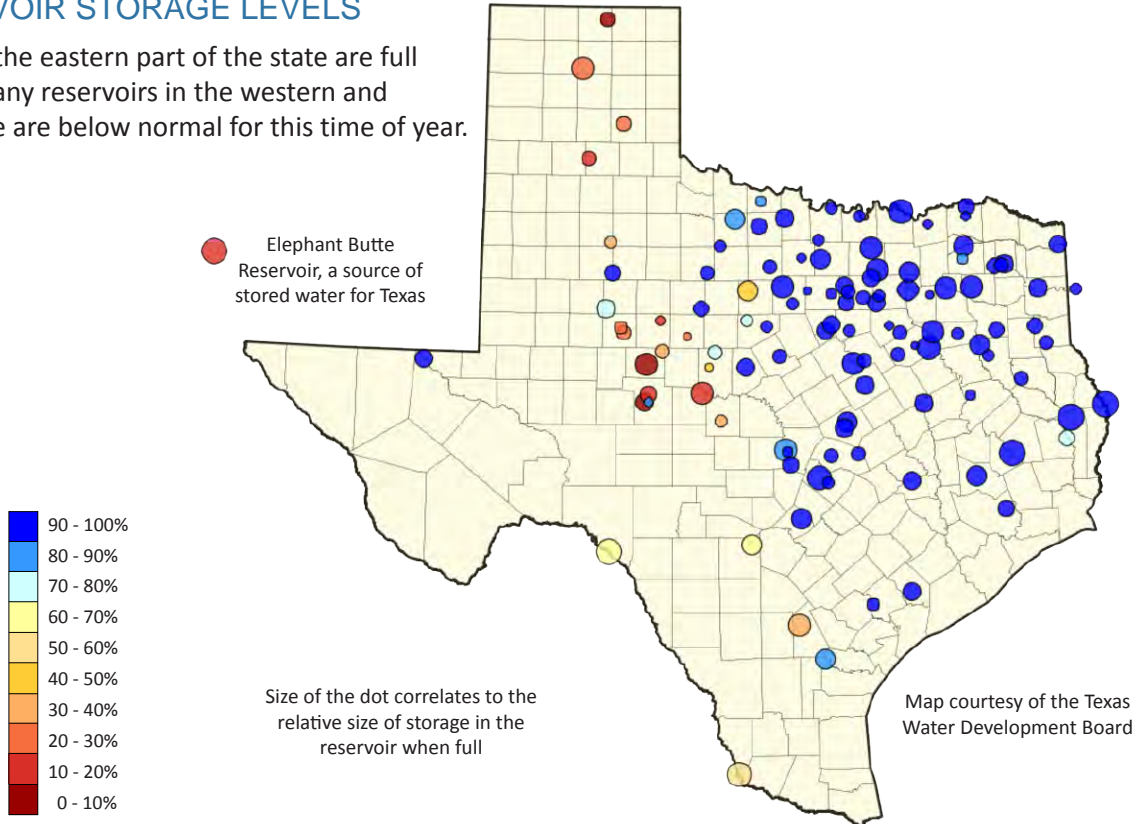 VOIR STORAGE LEVELS
the eastern part of the state are full
any reservoirs in the western and
e are below normal for this time of year.
Elephant Butte
Reservoir, a source of
stored water for Texas
90 - 100%
80 - 90%
70 - 80%
60 - 70%
50 - 60%
40 - 50%
30 - 40%
20 - 30%
10 - 20%
0 - 10%
Size of the dot correlates to the
relative size of storage in the
reservoir when full
Map courtesy of the Texas
Water Development Board